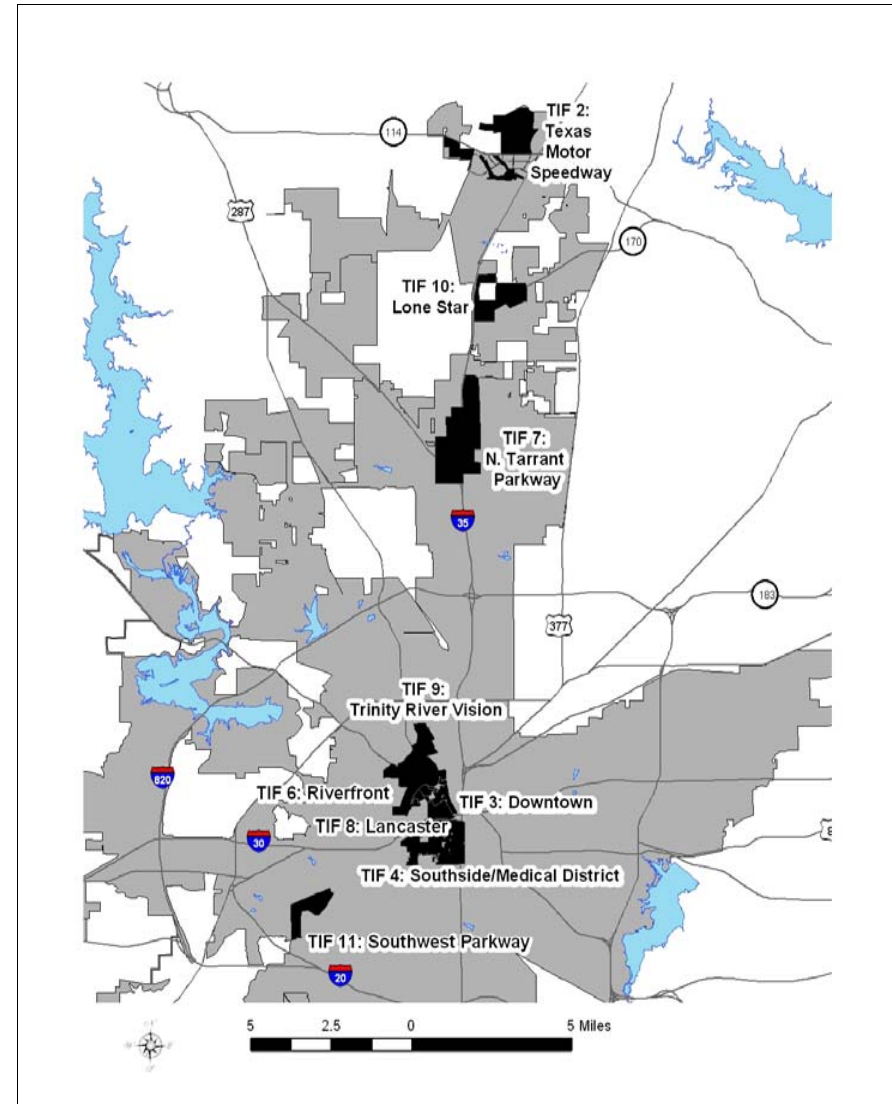 TIF 2:
Texas
Motor
Speedway
114
287
170
TIF 10:
Lone Star
TIF 7:
N. Tarrant
Parkway
35
183
377
TIF 9:
Trinity River Vision
820
TIF 6: Riverfront
TIF 3: Downtown
TIF 8: Lancaster
30
8
TIF 4: Southside/Medical District
TIF 11: Southwest Parkway
20
5 2.5 0 5 Miles